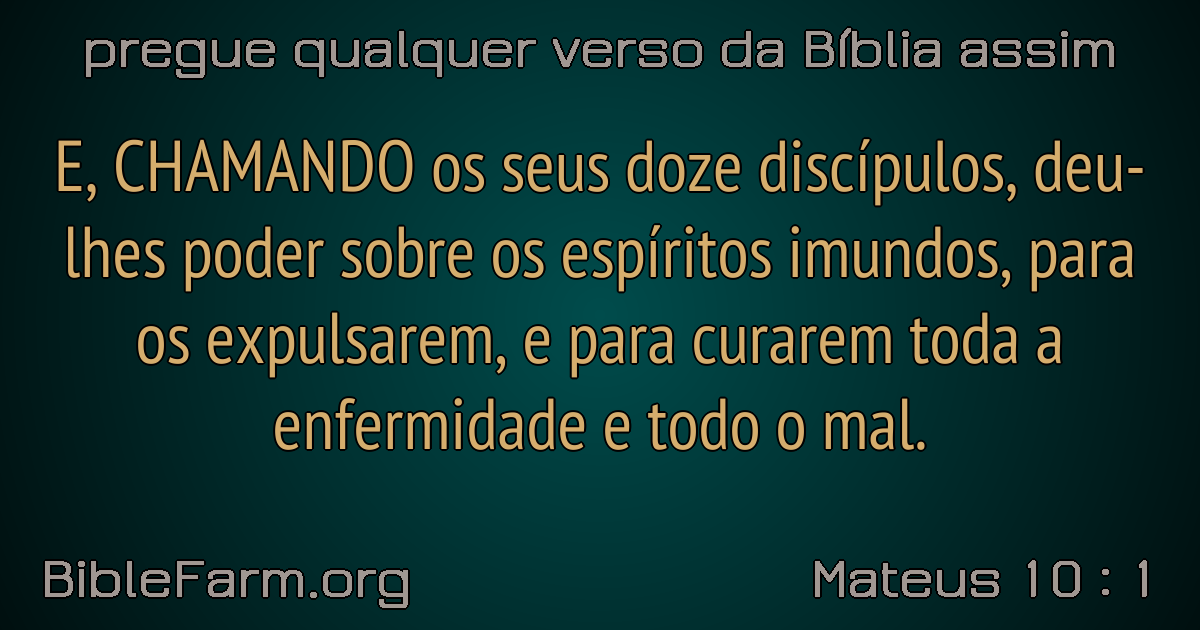 pregue qualquer verso da Bíblia assim
E, CHAMANDO os seus doze discípulos, deu-
lhes poder sobre os espíritos imundos, para
os expulsarem, e para curarem toda a
enfermidade e todo o mal.
BibleFarm.org
Mateus 10 : 1